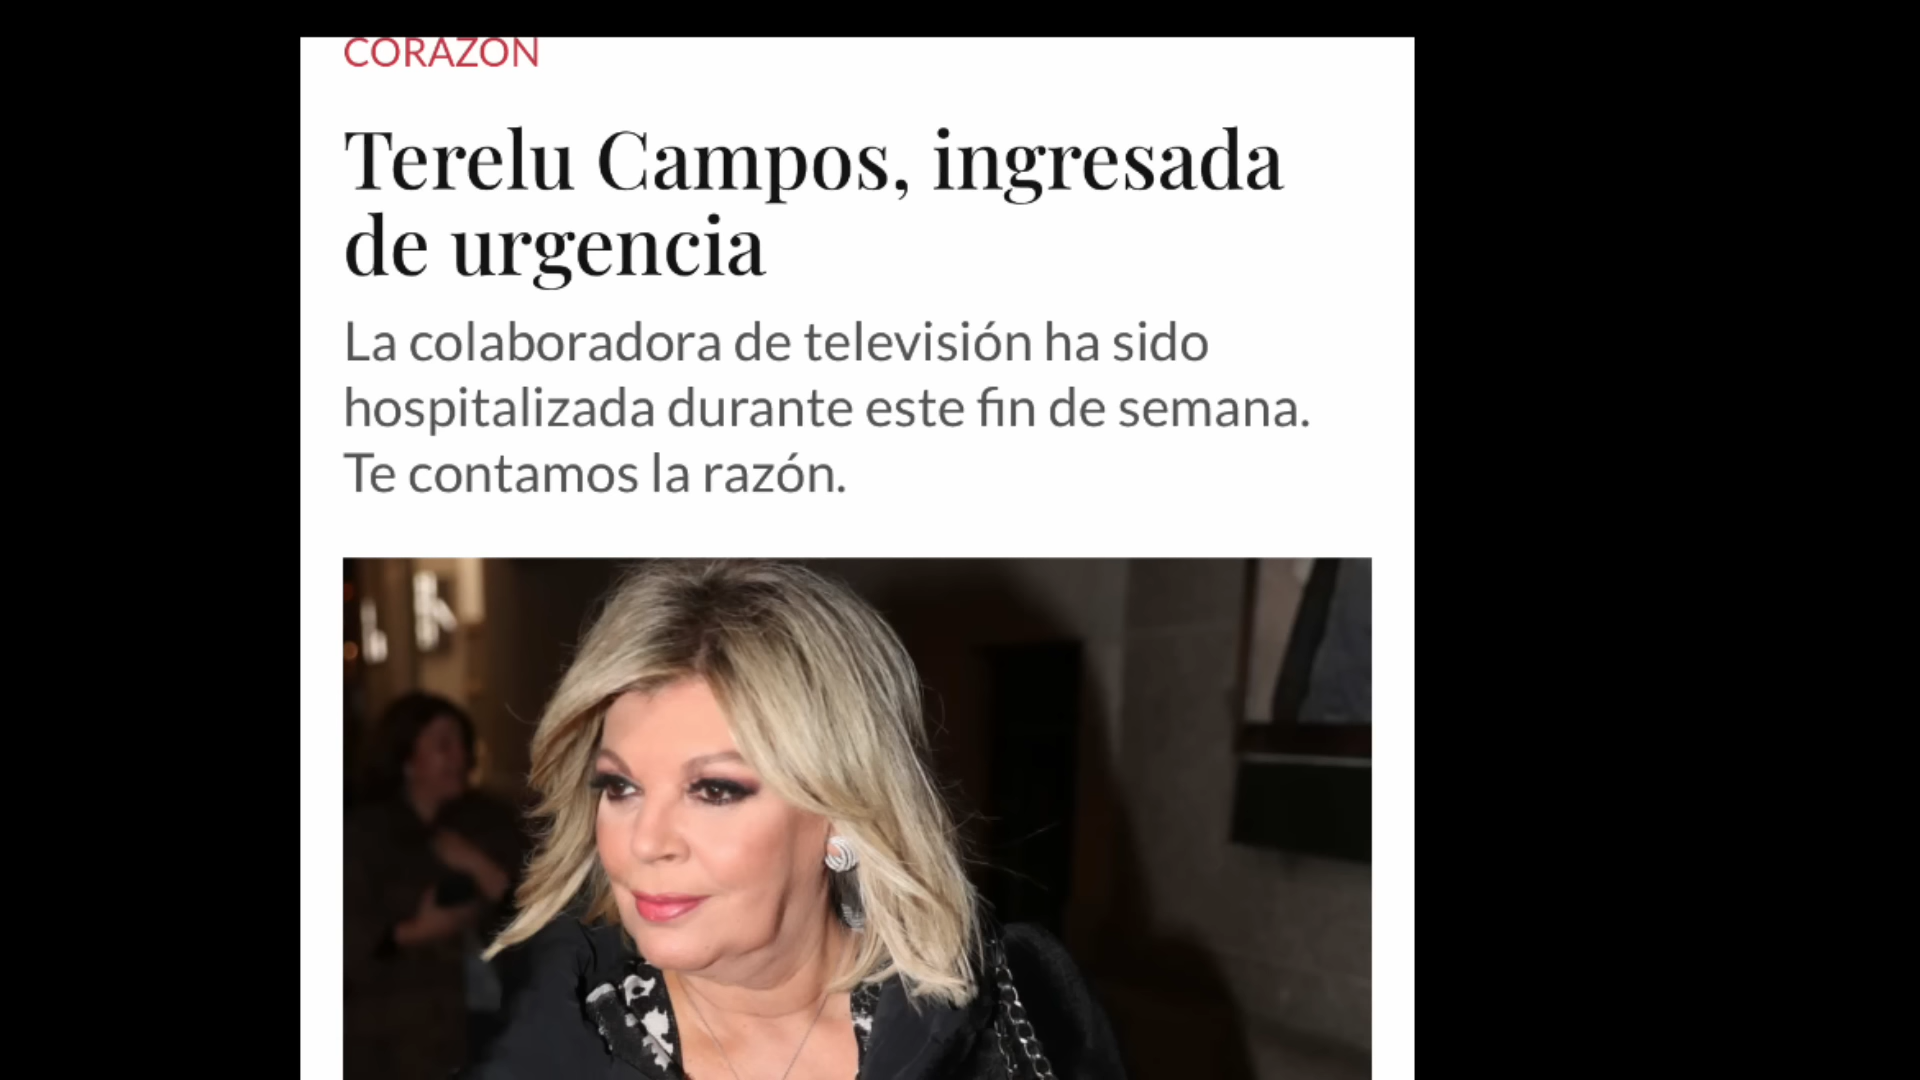 CORAZÓN
Terelu Campos, ingresada
de urgencia
La colaboradora de televisión ha sido
hospitalizada durante este fin de semana.
Te contamos la razón.